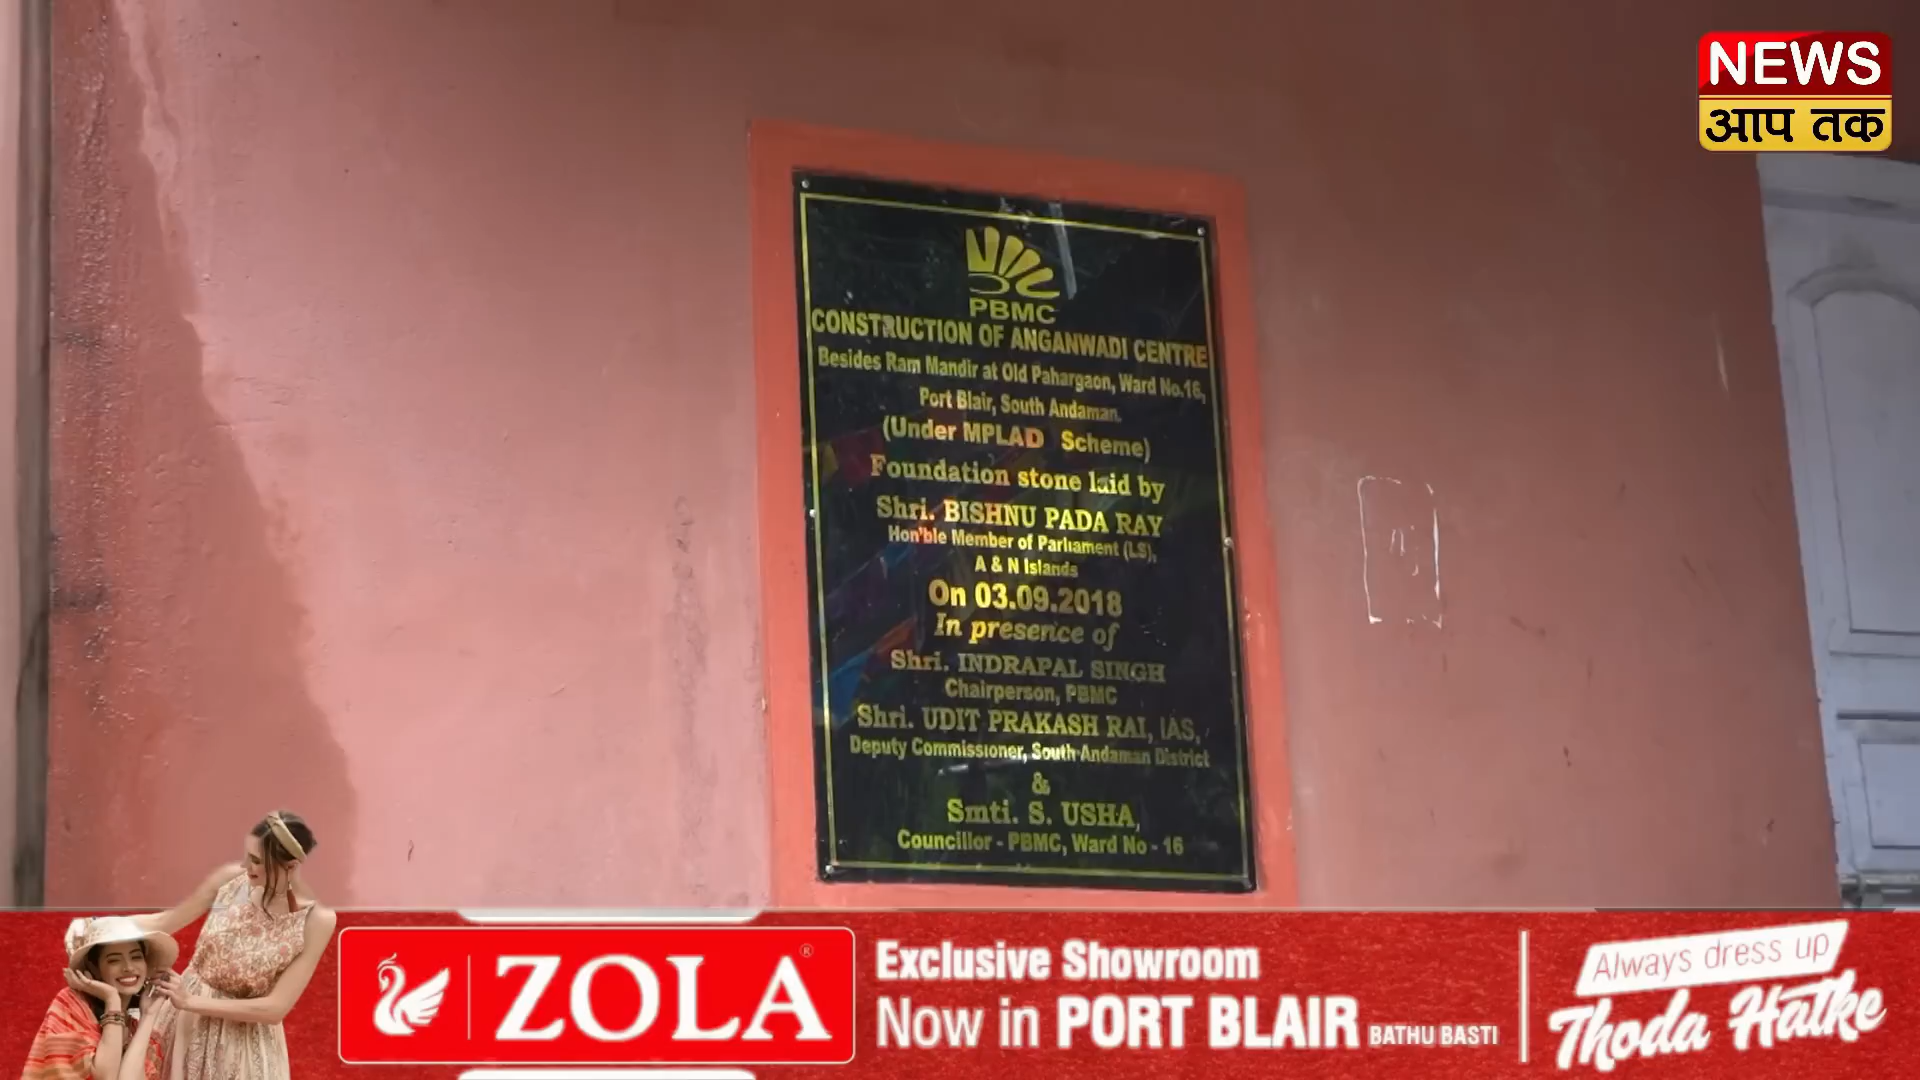 NEWS
आप तक
PBMC
CONSTRUCTION OF ANGANWADI CENTRE
Besides Ram Mandir at Old Pahargaon, Ward No.16,
Port Blair, South Andaman.
(Under MPLAD Scheme)
Foundation stone laid by
Shri. BISHNU PADA RAY
Hon'ble Member of Parliament (LS),
A & N Islands
On 03.09.2018
In presence of
Shri. INDRAPAL SINGH
Chairperson, PBMC
Shri. UDIT PRAKASH RAI, IAS,
Deputy Commissioner, South Andaman District
&
Smti. S. USHA,
Councillor - PBMC, Ward No - 16
ZOLA®
Exclusive Showroom
Now in PORT BLAIR BATHU BASTI
Always dress up
Thoda Hatke